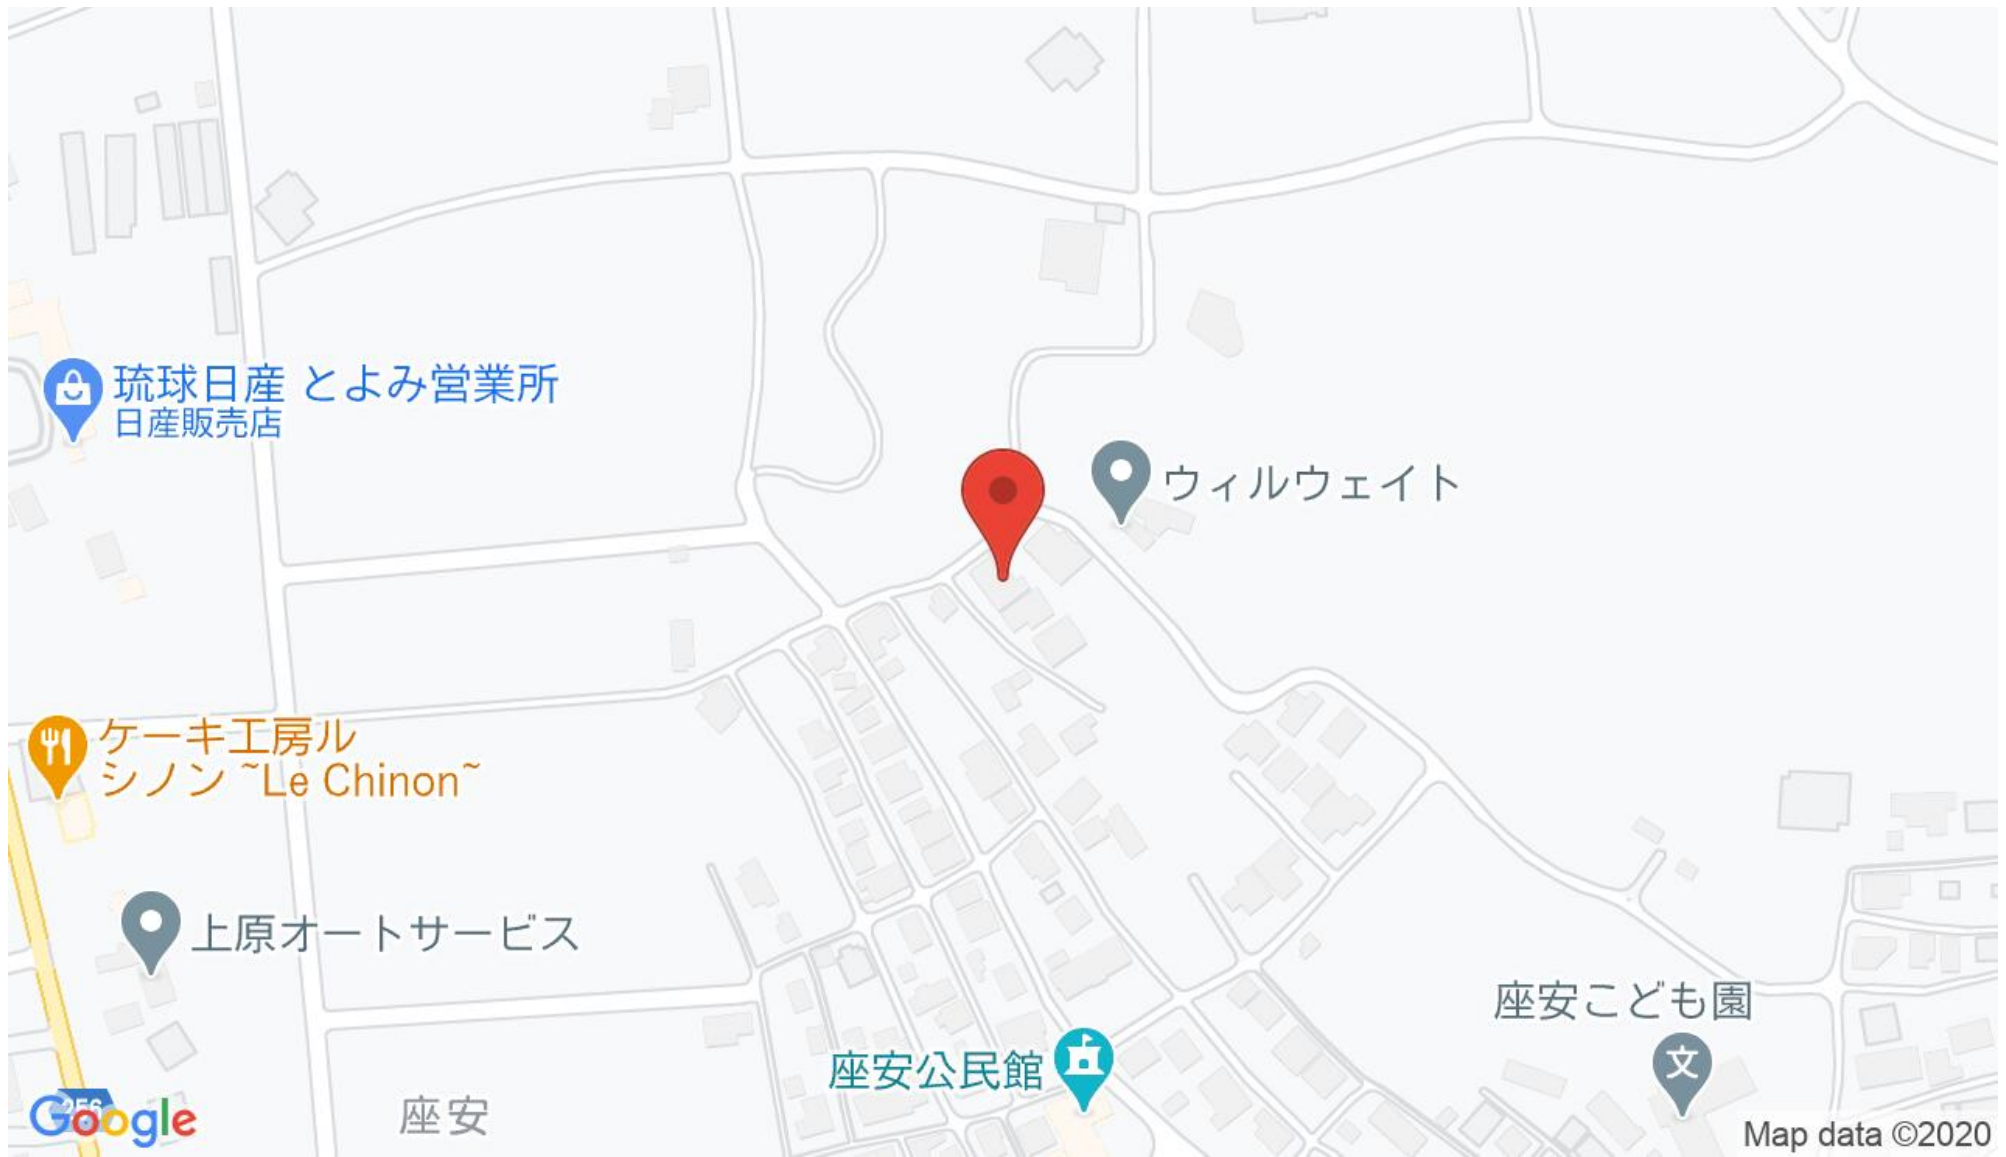 琉球日産 とよみ営業所
日産販売店
ウィルウェイト
ケーキ工房ル
シノン ~Le Chinon~
上原オートサービス
座安こども園
文
座安公民館
座安
256
Google
Map data ©2020